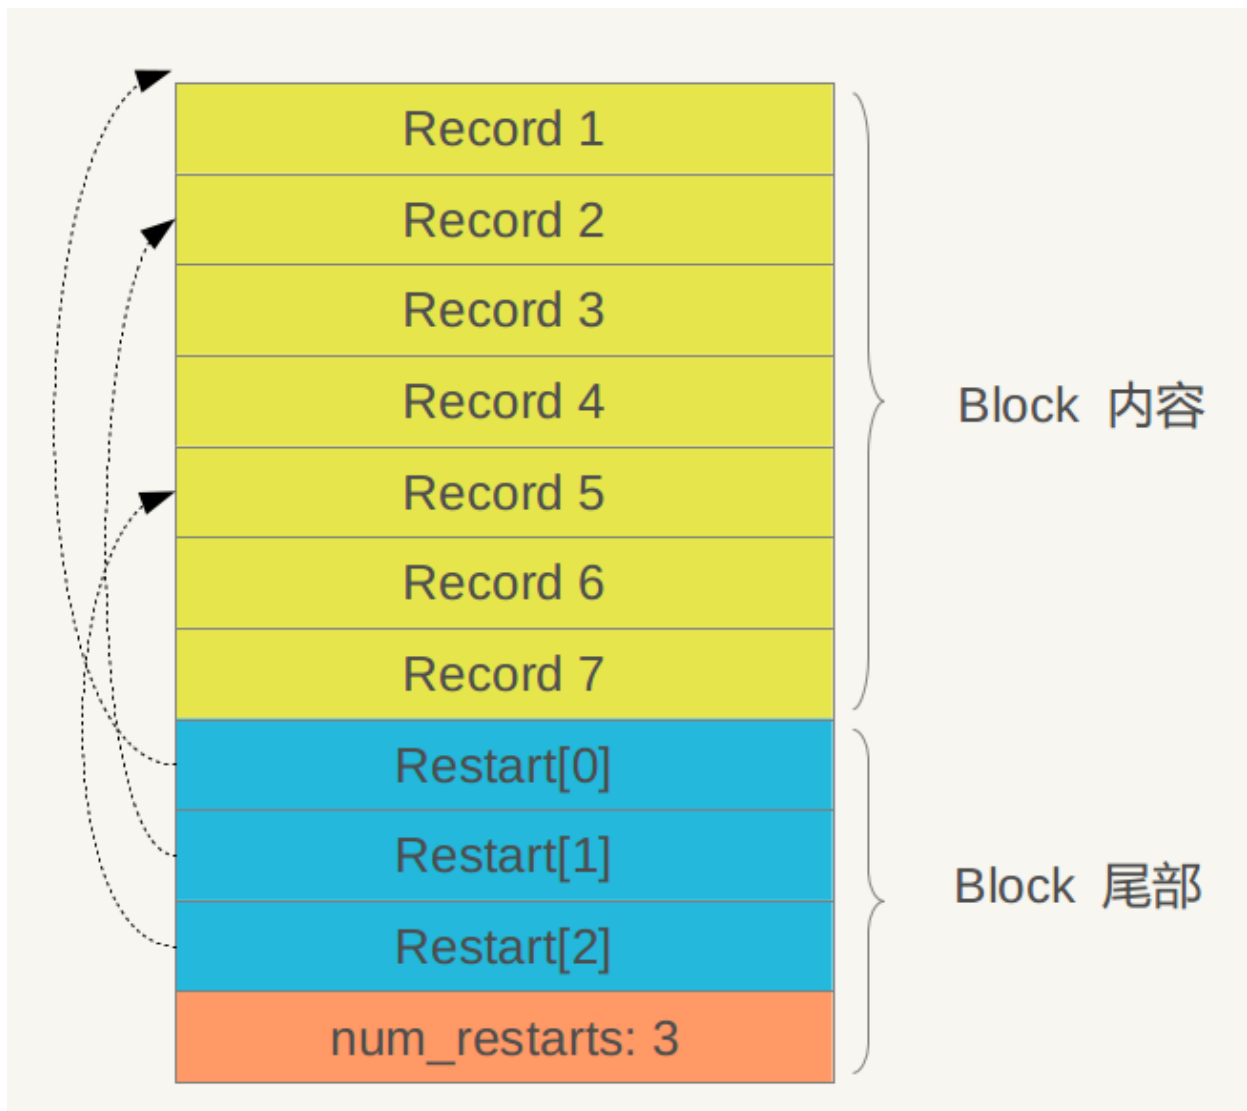 Record 1
Record 2
Record 3
Record 4
Record 5
Record 6
Record 7
Block 内容
Restart[0]
Restart[1]
Restart[2]
num_restarts: 3
Block 尾部